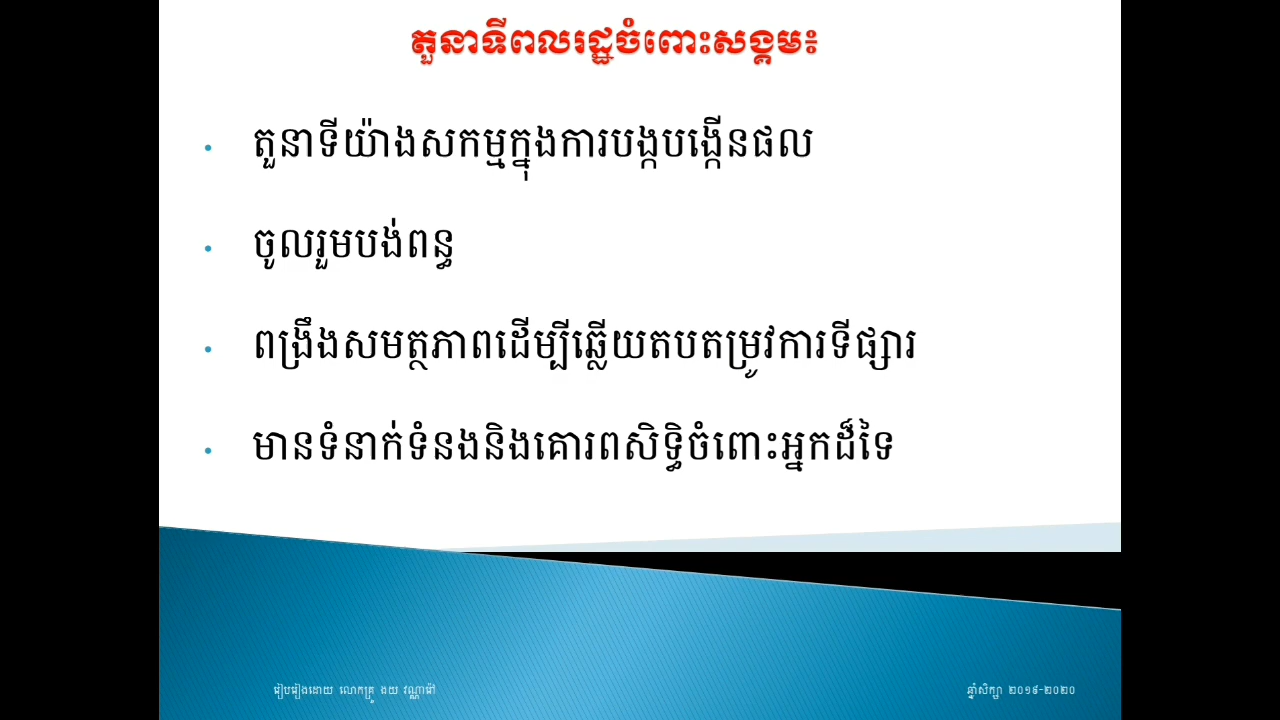 តួនាទីពលរដ្ឋចំពោះសង្គម៖
• តួនាទីយ៉ាងសកម្មក្នុងការបង្កបង្កើនផល
• ចូលរួមបង់ពន្ធ
• ពង្រឹងសមត្ថភាពដើម្បីឆ្លើយតបតម្រូវការទីផ្សារ
• មានទំនាក់ទំនងនិងគោរពសិទ្ធិចំពោះអ្នកដ៏ទៃ
រៀបរៀងដោយ លោកគ្រូ ងយ វណ្ណារ៉ៅ
ឆ្នាំសិក្សា ២០១៩-២០២០